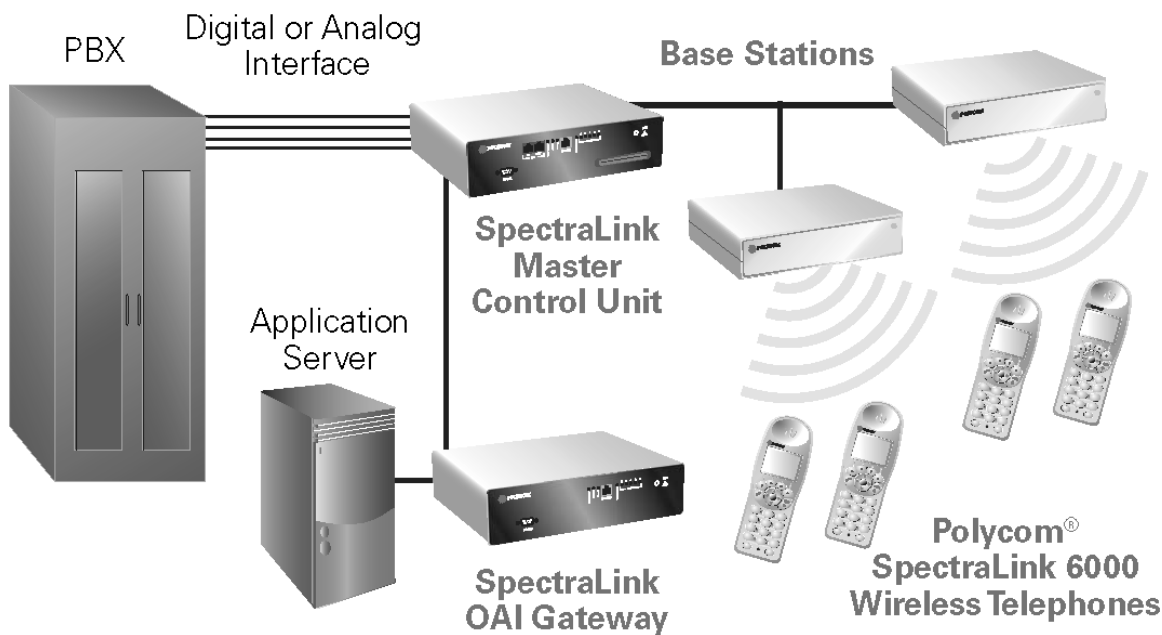 PBX
Digital or Analog
Interface
Base Stations
POLYCOM
SpectraLink
Master
Control Unit
Application
Server
SpectraLink
OAI Gateway
Polycom®
SpectraLink 6000
Wireless Telephones